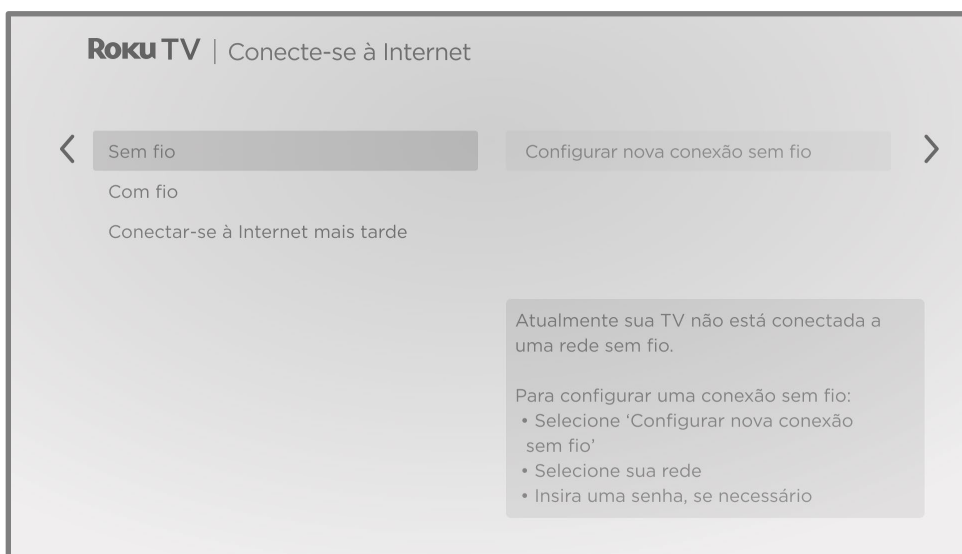 Roku TV | Conecte-se à Internet
Sem fio
Configurar nova conexão sem fio
Com fio
Conectar-se à Internet mais tarde
Atualmente sua TV não está conectada a
uma rede sem fio.
Para configurar uma conexão sem fio:
• Selecione ‘Configurar nova conexão
sem fio’
• Selecione sua rede
• Insira uma senha, se necessário